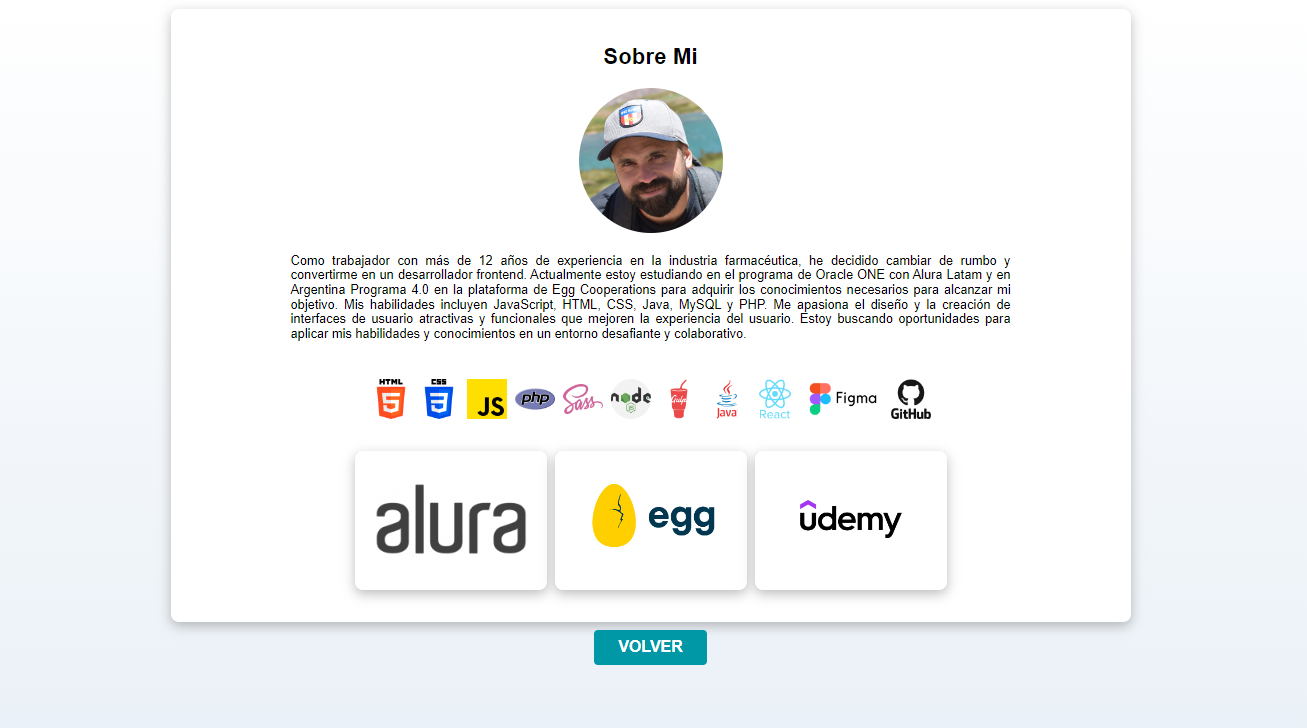 Sobre Mi
Como trabajador con más de 12 años de experiencia en la industria farmacéutica, he decidido cambiar de rumbo y
convertirme en un desarrollador frontend. Actualmente estoy estudiando en el programa de Oracle ONE con Alura Latam y en
Argentina Programa 4.0 en la plataforma de Egg Cooperations para adquirir los conocimientos necesarios para alcanzar mi
objetivo. Mis habilidades incluyen JavaScript, HTML, CSS, Java, MySQL y PHP. Me apasiona el diseño y la creación de
interfaces de usuario atractivas y funcionales que mejoren la experiencia del usuario. Estoy buscando oportunidades para
aplicar mis habilidades y conocimientos en un entorno desafiante y colaborativo.
HTML 5 CSS 3 JS php Sass node JS Gulp Java React Figma GitHub
alura egg udemy
VOLVER